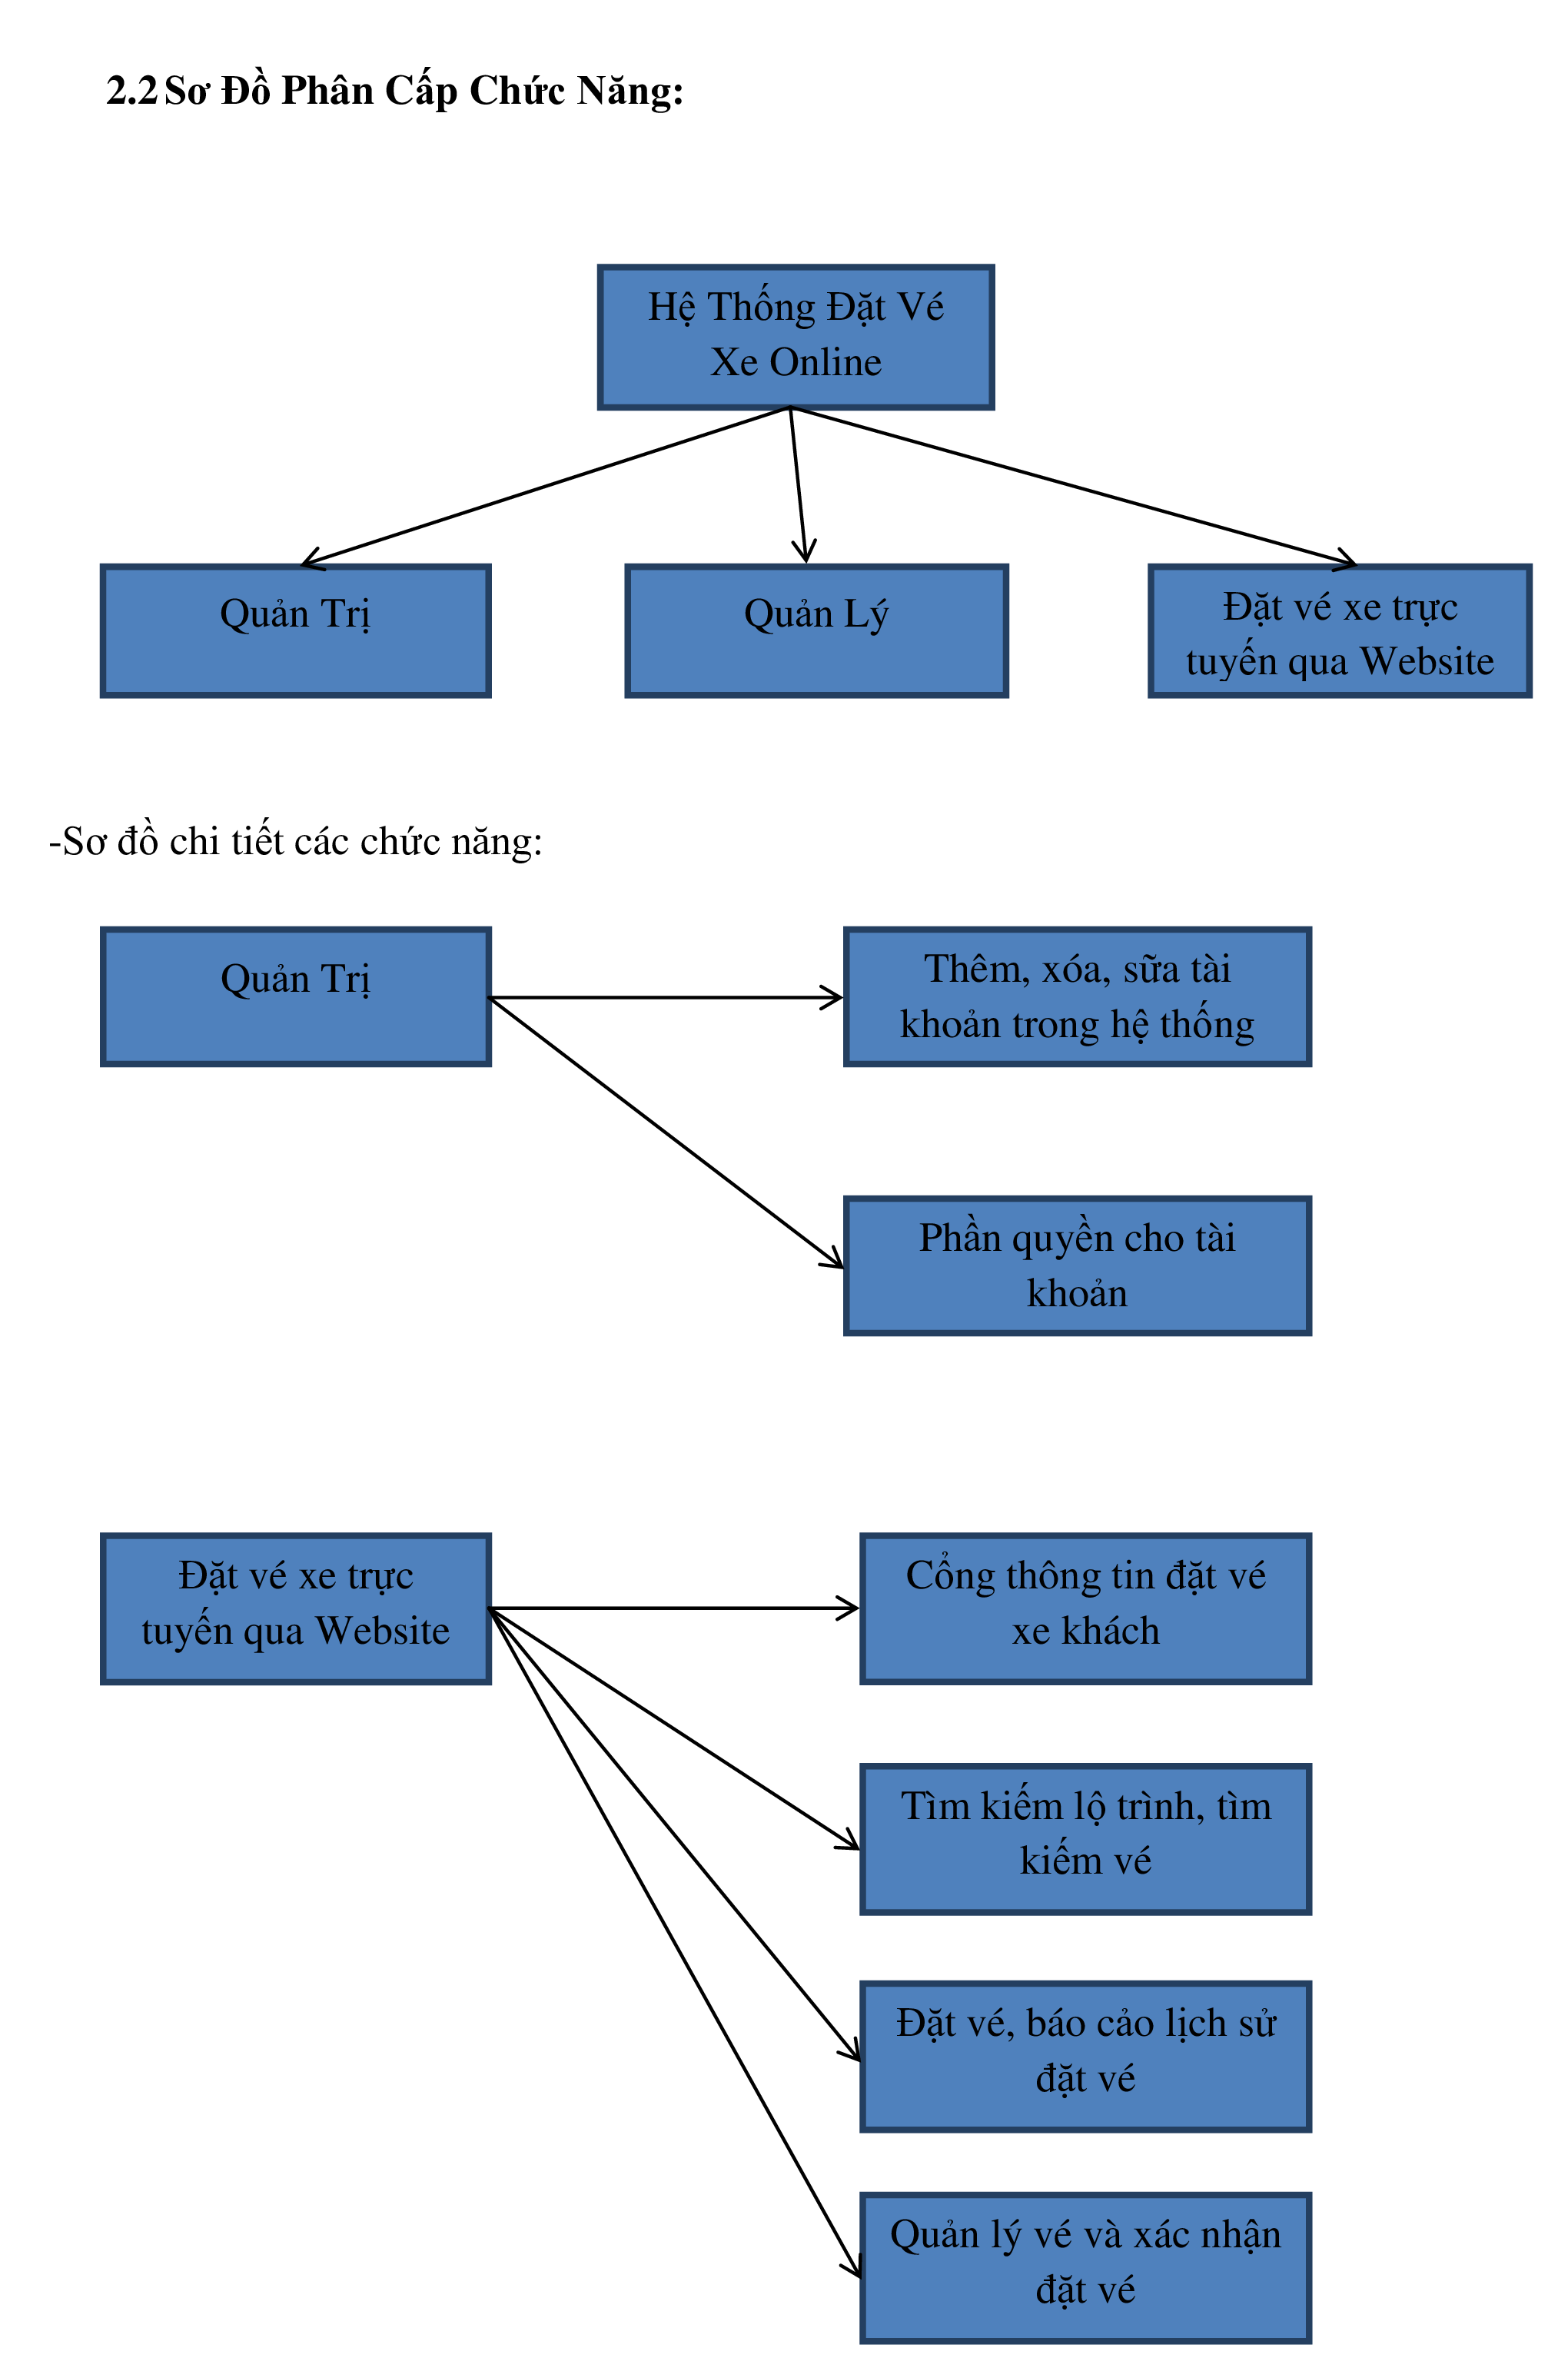 2.2 Sơ Đồ Phân Cấp Chức Năng:
Hệ Thống Đặt Vé
Xe Online
Quản Trị
Quản Lý
Đặt vé xe trực
tuyến qua Website
-Sơ đồ chi tiết các chức năng:
Quản Trị
Thêm, xóa, sữa tài
khoản trong hệ thống
Phần quyền cho tài
khoản
Đặt vé xe trực
tuyến qua Website
Cổng thông tin đặt vé
xe khách
Tìm kiếm lộ trình, tìm
kiếm vé
Đặt vé, báo cảo lịch sử
đặt vé
Quản lý vé và xác nhận
đặt vé